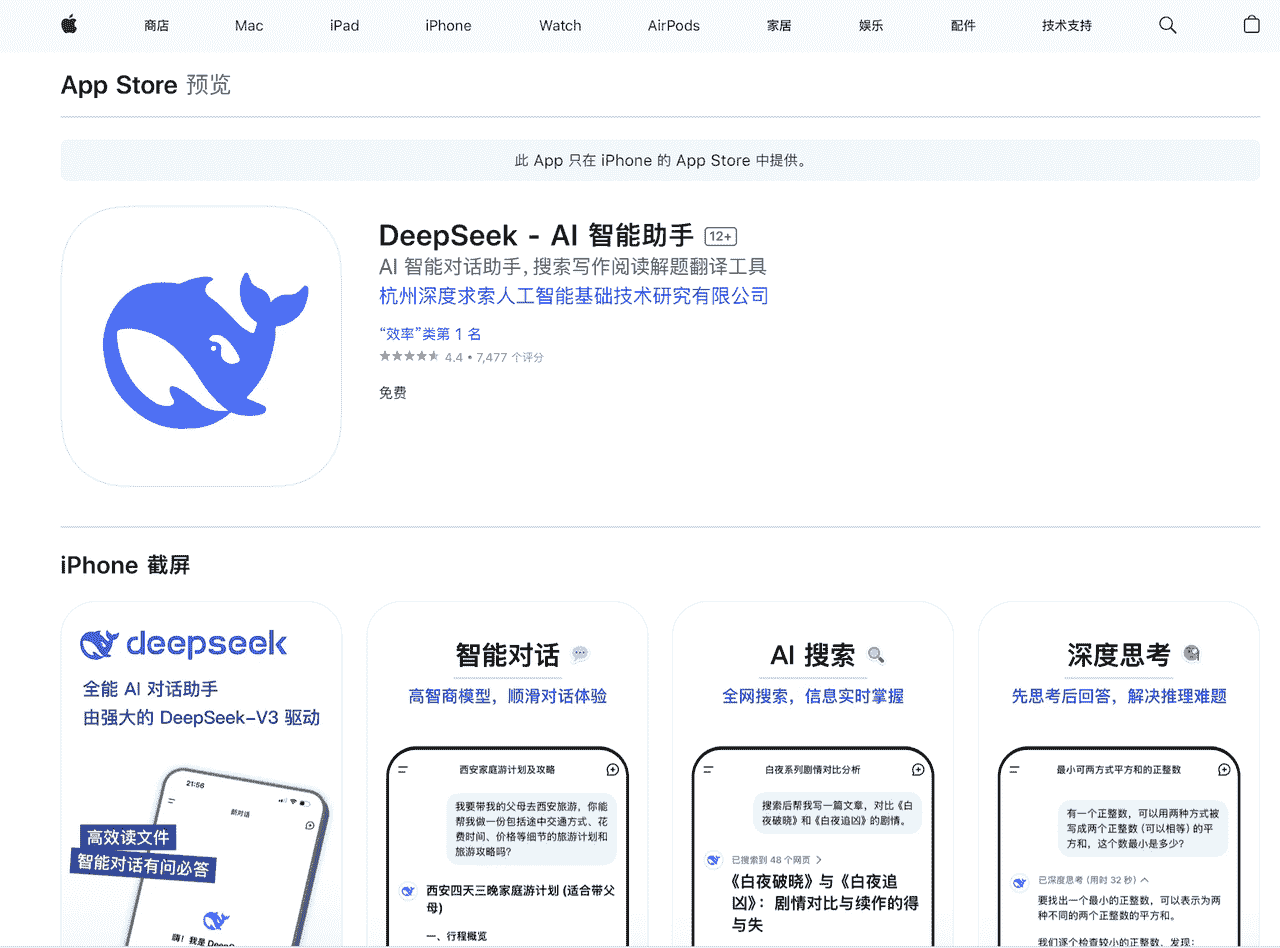 商店 Mac iPad iPhone Watch AirPods 家居 娱乐 配件 技术支持
App Store 预览
此 App 只在 iPhone 的 App Store 中提供。
DeepSeek - AI 智能助手 12+
AI 智能对话助手，搜索写作阅读解题翻译工具
杭州深度求索人工智能基础技术研究有限公司
“效率”类第 1 名
4.4 • 7,477 个评分
免费
iPhone 截屏
deepseek
全能 AI 对话助手
由强大的 DeepSeek-V3 驱动
21:56
新对话
高效读文件
智能对话有问必答
嗨！我是 DeepS
智能对话
高智商模型，顺滑对话体验
西安家庭游计划及攻略
我要带我的父母去西安旅游，你能
帮我做一份包括途中交通方式、花
费时间、价格等细节的旅游计划和
旅游攻略吗？
西安四天三晚家庭游计划 (适合带父
母)
一、行程概览
AI 搜索
全网搜索，信息实时掌握
白夜系列剧情对比分析
搜索后帮我写一篇文章，对比《白
夜破晓》和《白夜追凶》的剧情。
已搜索到 48 个网页
《白夜破晓》与《白夜追
凶》：剧情对比与续作的得
与失
深度思考
先思考后回答，解决推理难题
最小可两方式平方和的正整数
有一个正整数，可以用两种方式被
写成两个正整数（可以相等）的平
方和，这个数最小是多少？
已深度思考 (用时 32 秒)
要找出一个最小的正整数，可以表示为两
种不同的两个正整数的平方和。
我们逐个检查较小的正整数，发现：